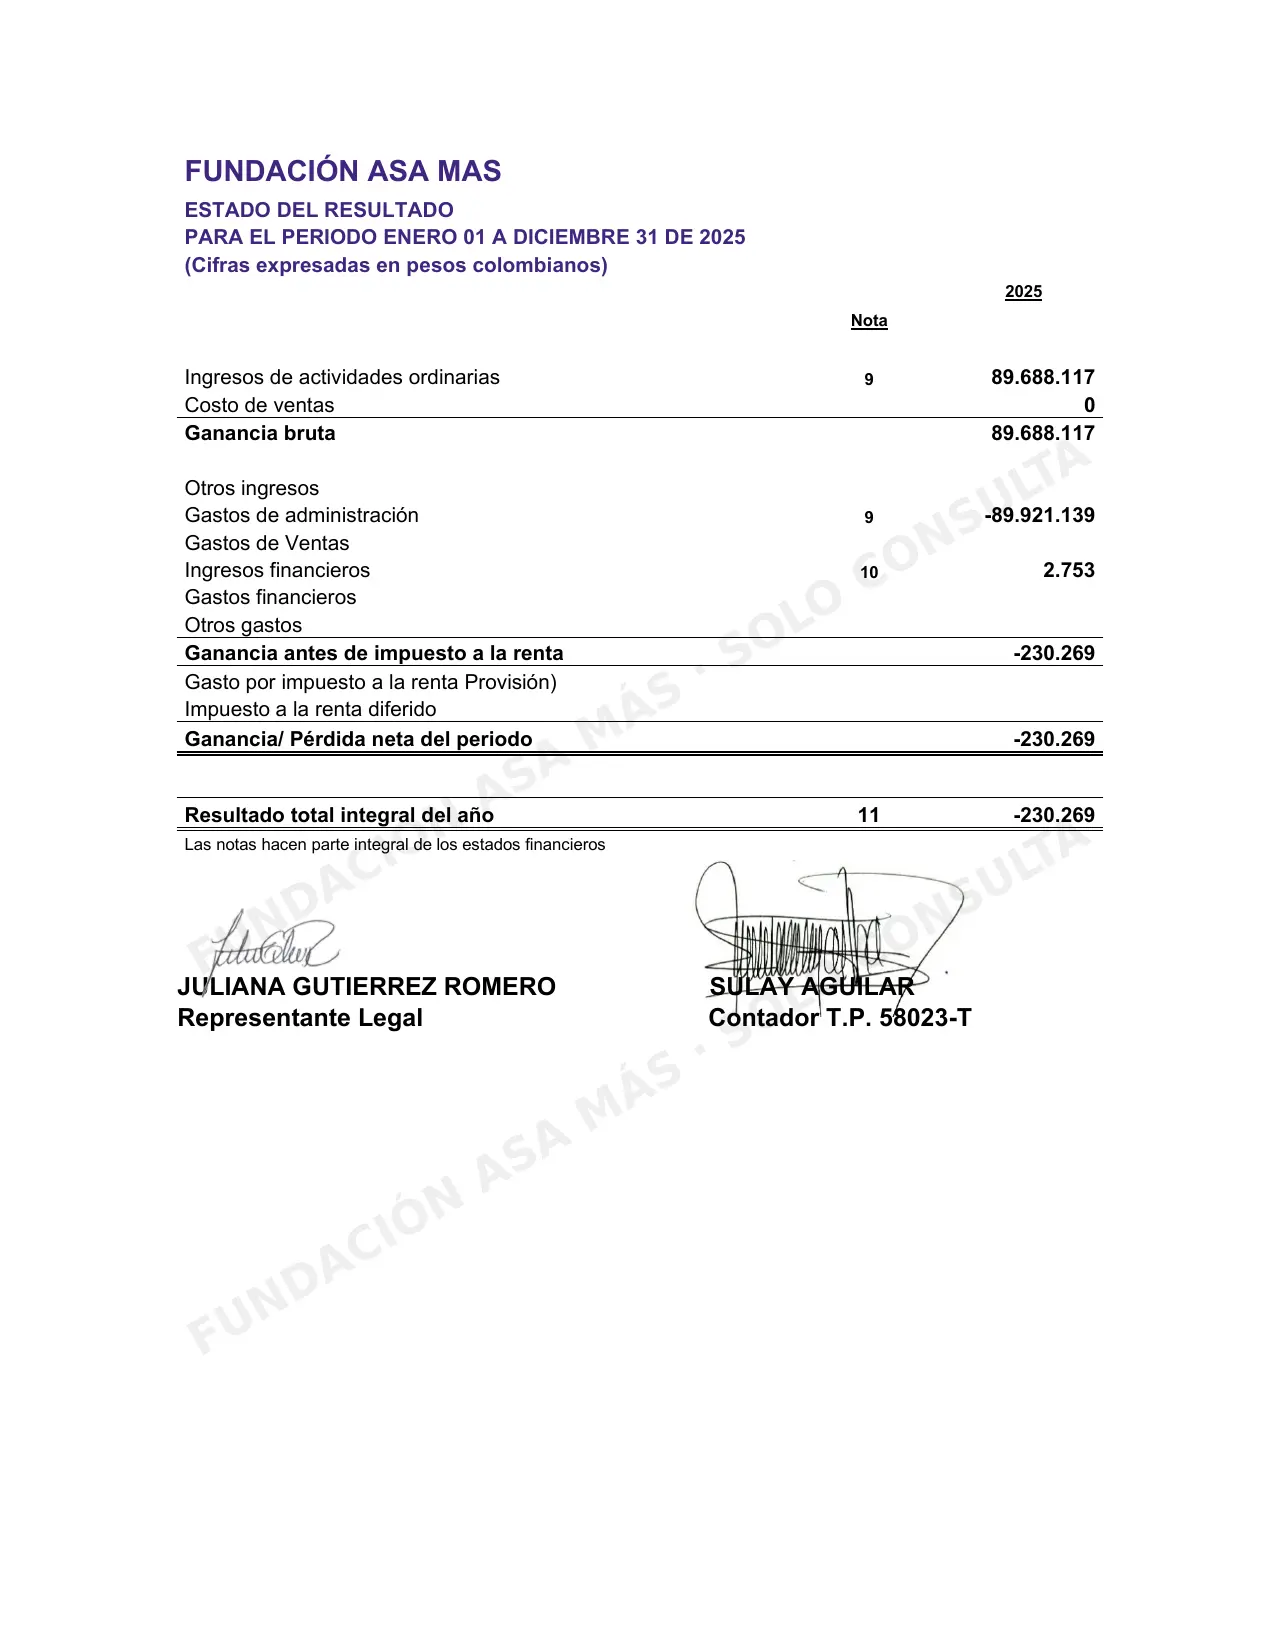 FUNDACIÓN ASA MAS
ESTADO DEL RESULTADO
PARA EL PERIODO ENERO 01 A DICIEMBRE 31 DE 2025
(Cifras expresadas en pesos colombianos)
2025
Nota
Ingresos de actividades ordinarias 9 89.688.117
Costo de ventas 0
Ganancia bruta 89.688.117
Otros ingresos
Gastos de administración 9 -89.921.139
Gastos de Ventas
Ingresos financieros 10 2.753
Gastos financieros
Otros gastos
Ganancia antes de impuesto a la renta -230.269
Gasto por impuesto a la renta Provisión)
Impuesto a la renta diferido
Ganancia/ Pérdida neta del periodo -230.269
Resultado total integral del año 11 -230.269
Las notas hacen parte integral de los estados financieros
JULIANA GUTIERREZ ROMERO SULAY AGUILAR
Representante Legal Contador T.P. 58023-T
FUNDACIÓN ASA MÁS · SOLO CONSULTA
FUNDACIÓN ASA MÁS · SOLO CONSULTA